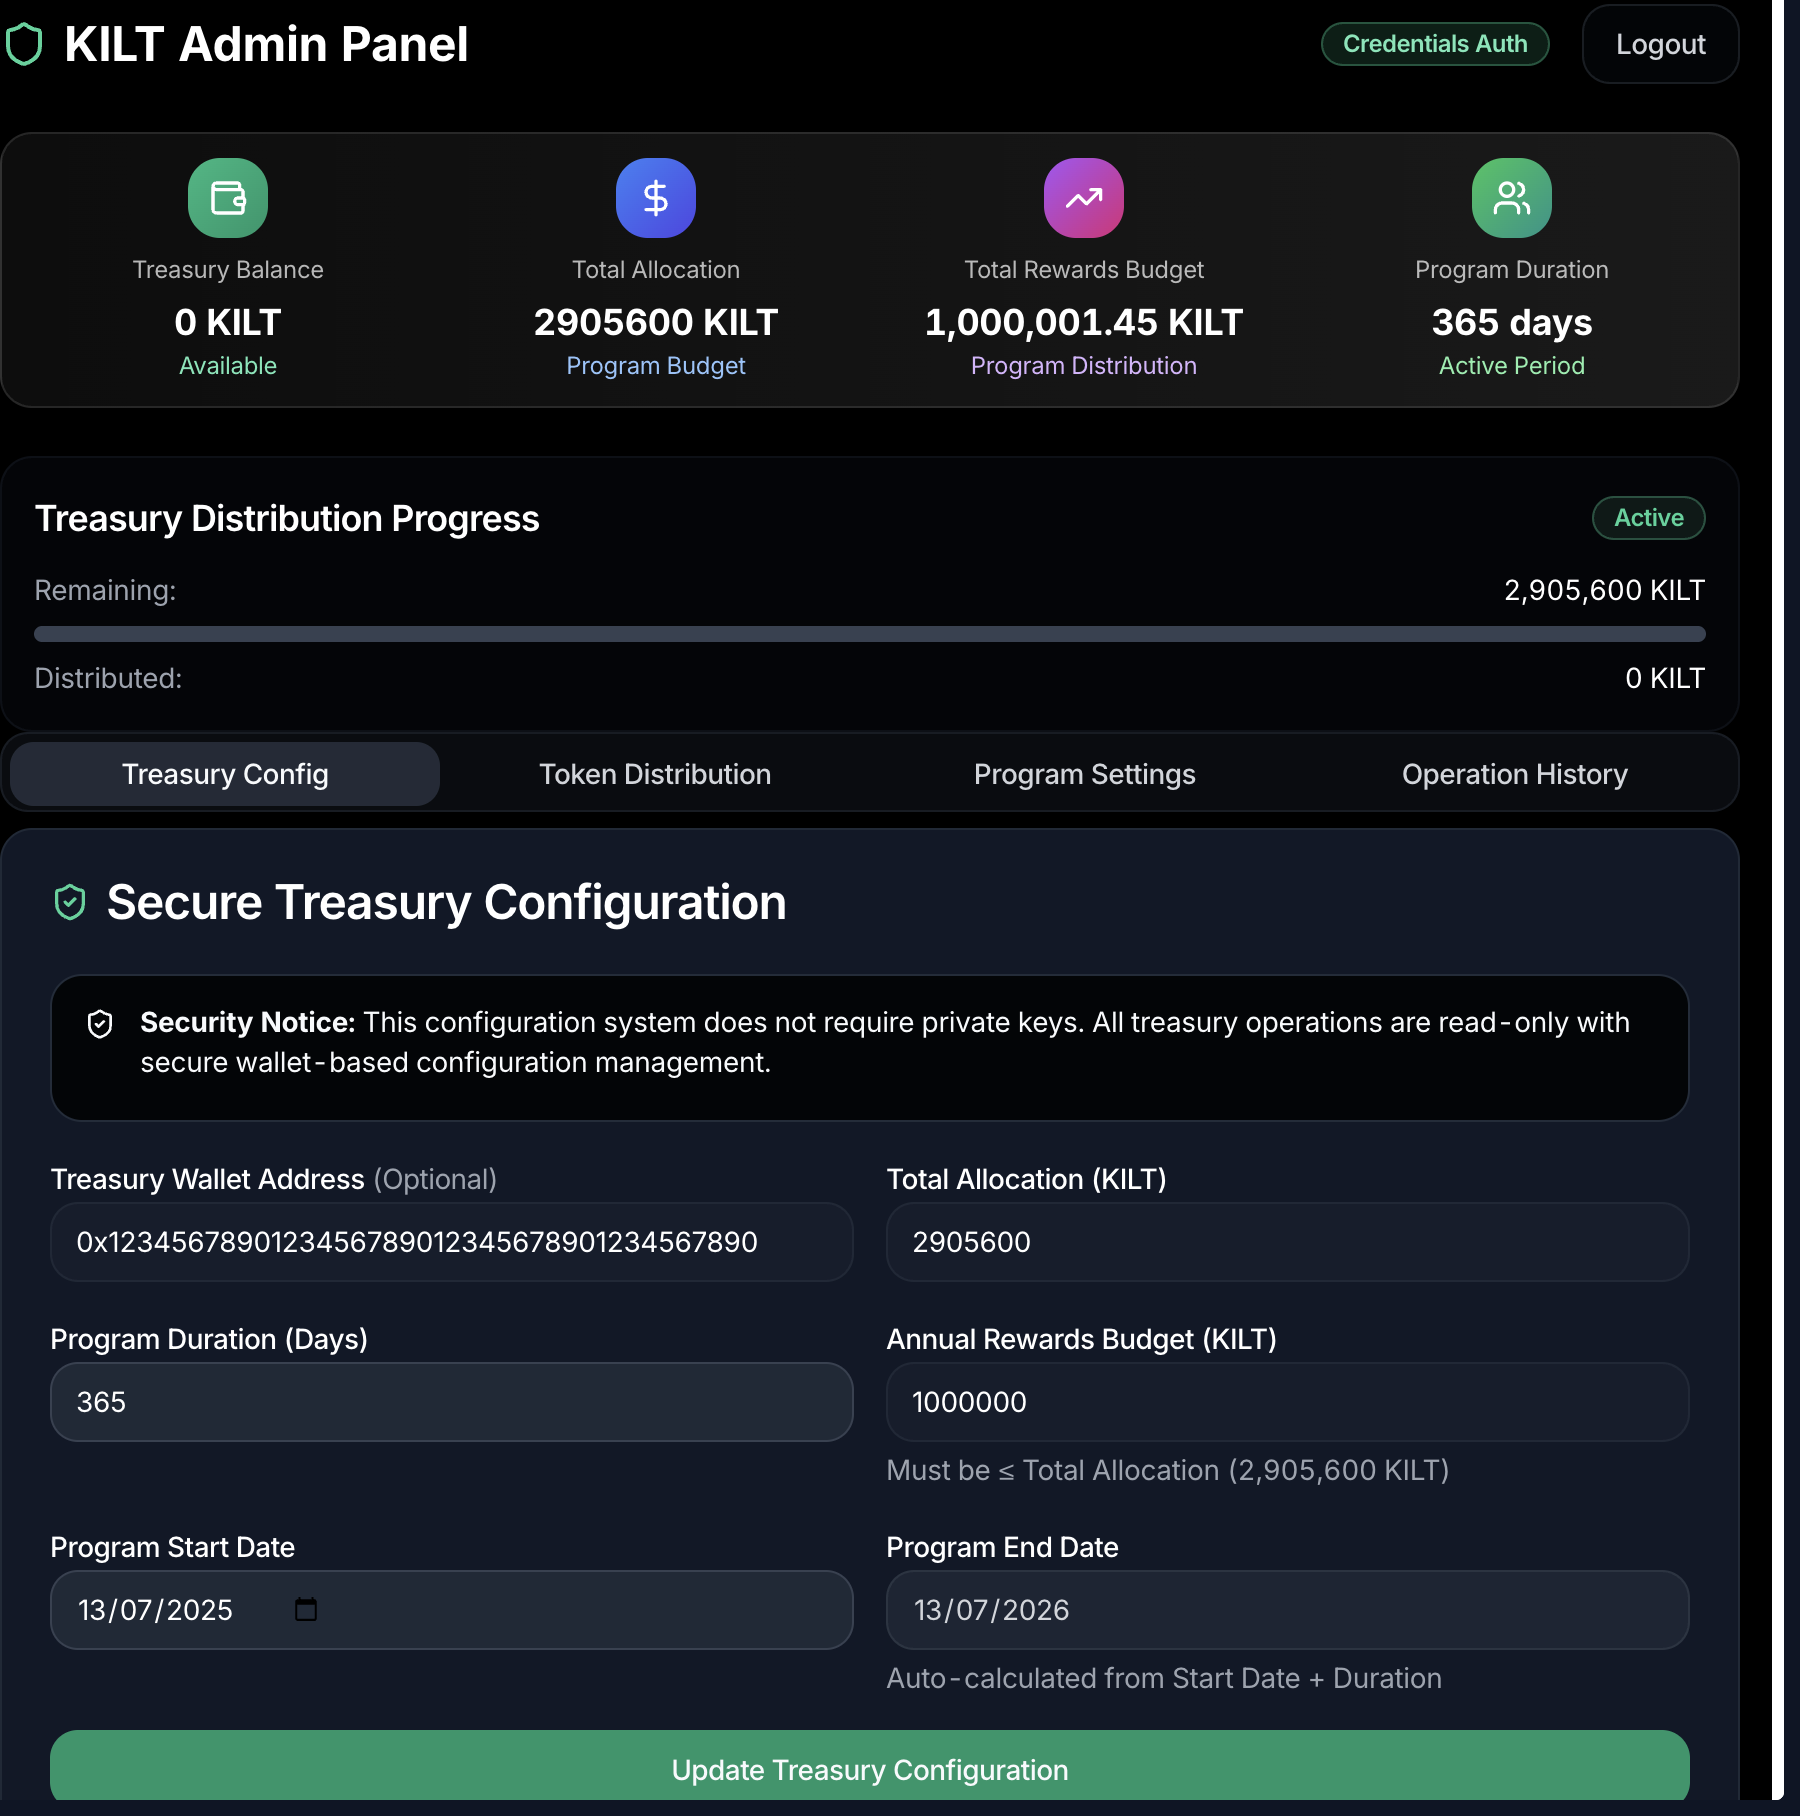 KILT Admin Panel
Credentials Auth
Logout
Treasury Balance
0 KILT
Available
Total Allocation
2905600 KILT
Program Budget
Total Rewards Budget
1,000,001.45 KILT
Program Distribution
Program Duration
365 days
Active Period
Treasury Distribution Progress
Active
Remaining:
2,905,600 KILT
Distributed:
0 KILT
Treasury Config
Token Distribution
Program Settings
Operation History
Secure Treasury Configuration
Security Notice: This configuration system does not require private keys. All treasury operations are read-only with
secure wallet-based configuration management.
Treasury Wallet Address (Optional)
0x1234567890123456789012345678901234567890
Total Allocation (KILT)
2905600
Program Duration (Days)
365
Annual Rewards Budget (KILT)
1000000
Must be ≤ Total Allocation (2,905,600 KILT)
Program Start Date
13/07/2025
Program End Date
13/07/2026
Auto-calculated from Start Date + Duration
Update Treasury Configuration